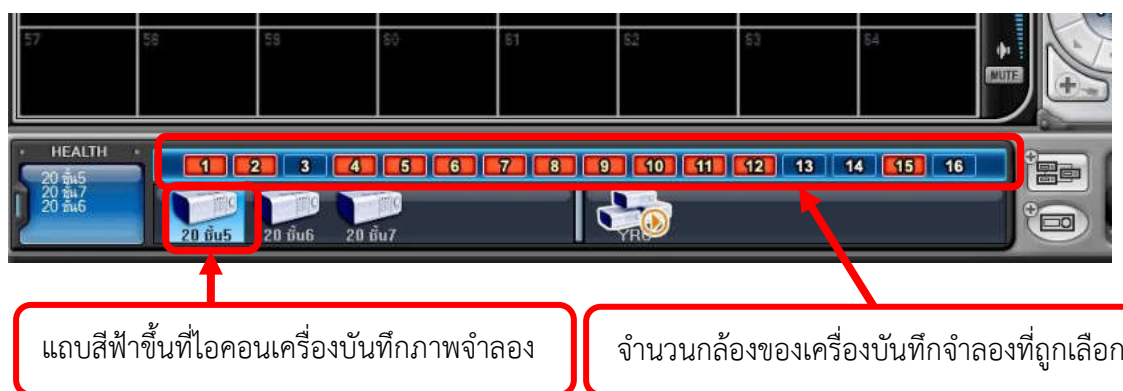 57 58 59 60 61 62 63 64
MUTE
HEALTH
1 2 3 4 5 6 7 8 9 10 11 12 13 14 15 16
20 ชั้น5
20 ชั้น7
20 ชั้น6
20 ชั้น5 20 ชั้น6 20 ชั้น7
แถบสีฟ้าขึ้นที่ไอคอนเครื่องบันทึกภาพจำลอง
จำนวนกล้องของเครื่องบันทึกจำลองที่ถูกเลือก